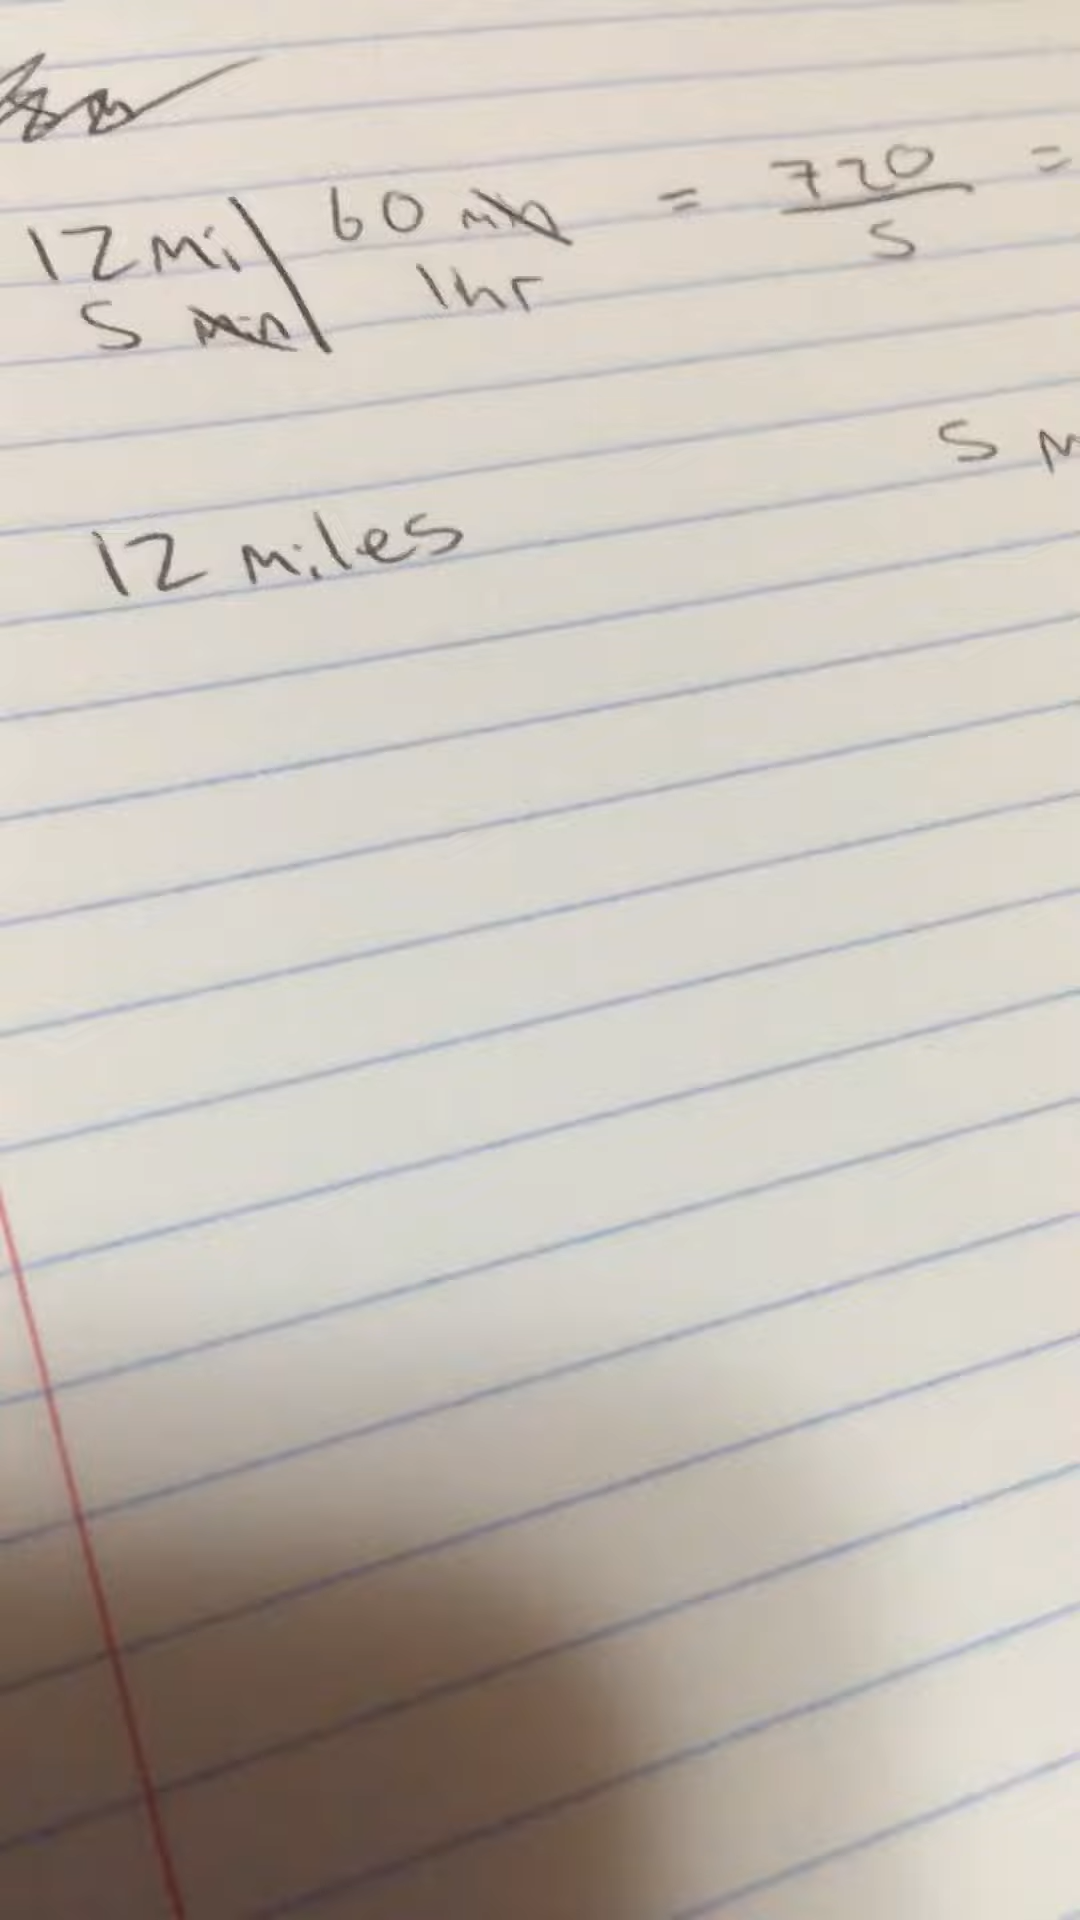 12 mi | 60 min = 720 =
5 min | 1hr 5
5 m
12 miles